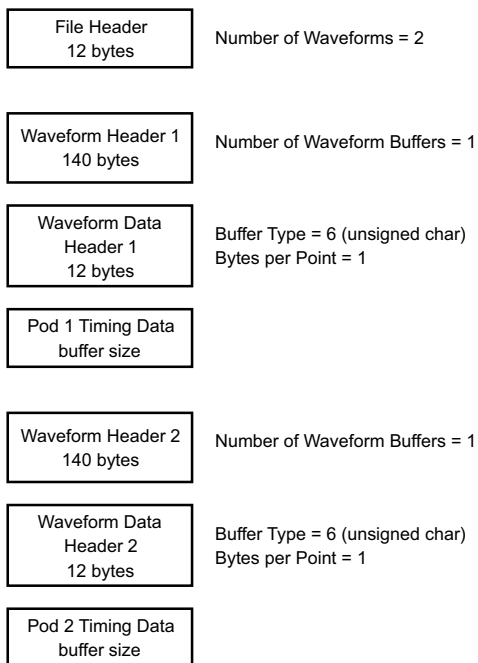 File Header
12 bytes
Number of Waveforms = 2
Waveform Header 1
140 bytes
Number of Waveform Buffers = 1
Waveform Data
Header 1
12 bytes
Buffer Type = 6 (unsigned char)
Bytes per Point = 1
Pod 1 Timing Data
buffer size
Waveform Header 2
140 bytes
Number of Waveform Buffers = 1
Waveform Data
Header 2
12 bytes
Buffer Type = 6 (unsigned char)
Bytes per Point = 1
Pod 2 Timing Data
buffer size